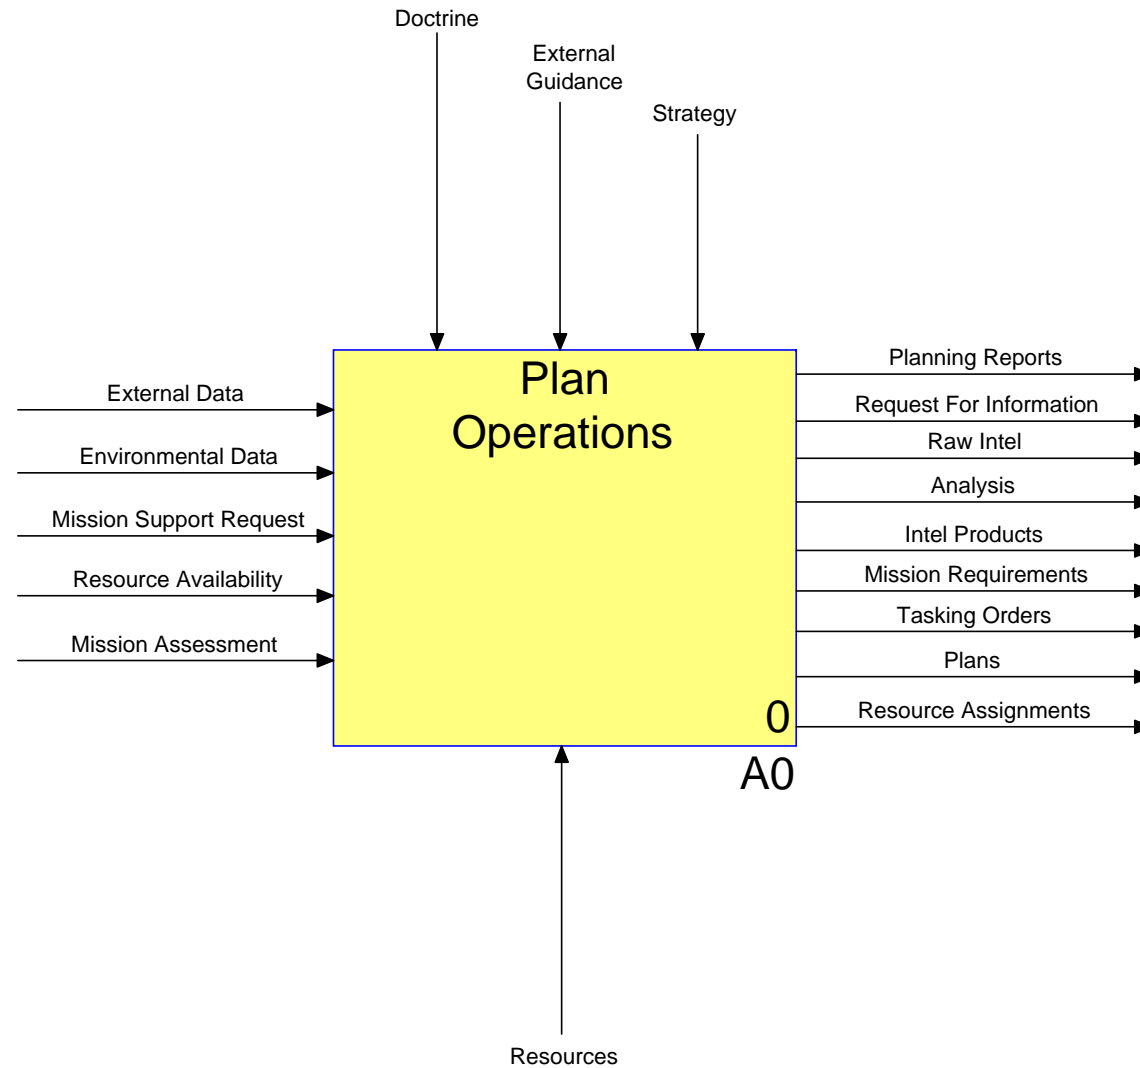 Doctrine
External
Guidance
Strategy
Plan
Operations
External Data
Environmental Data
Mission Support Request
Resource Availability
Mission Assessment
Planning Reports
Request For Information
Raw Intel
Analysis
Intel Products
Mission Requirements
Tasking Orders
Plans
Resource Assignments
0
A0
Resources